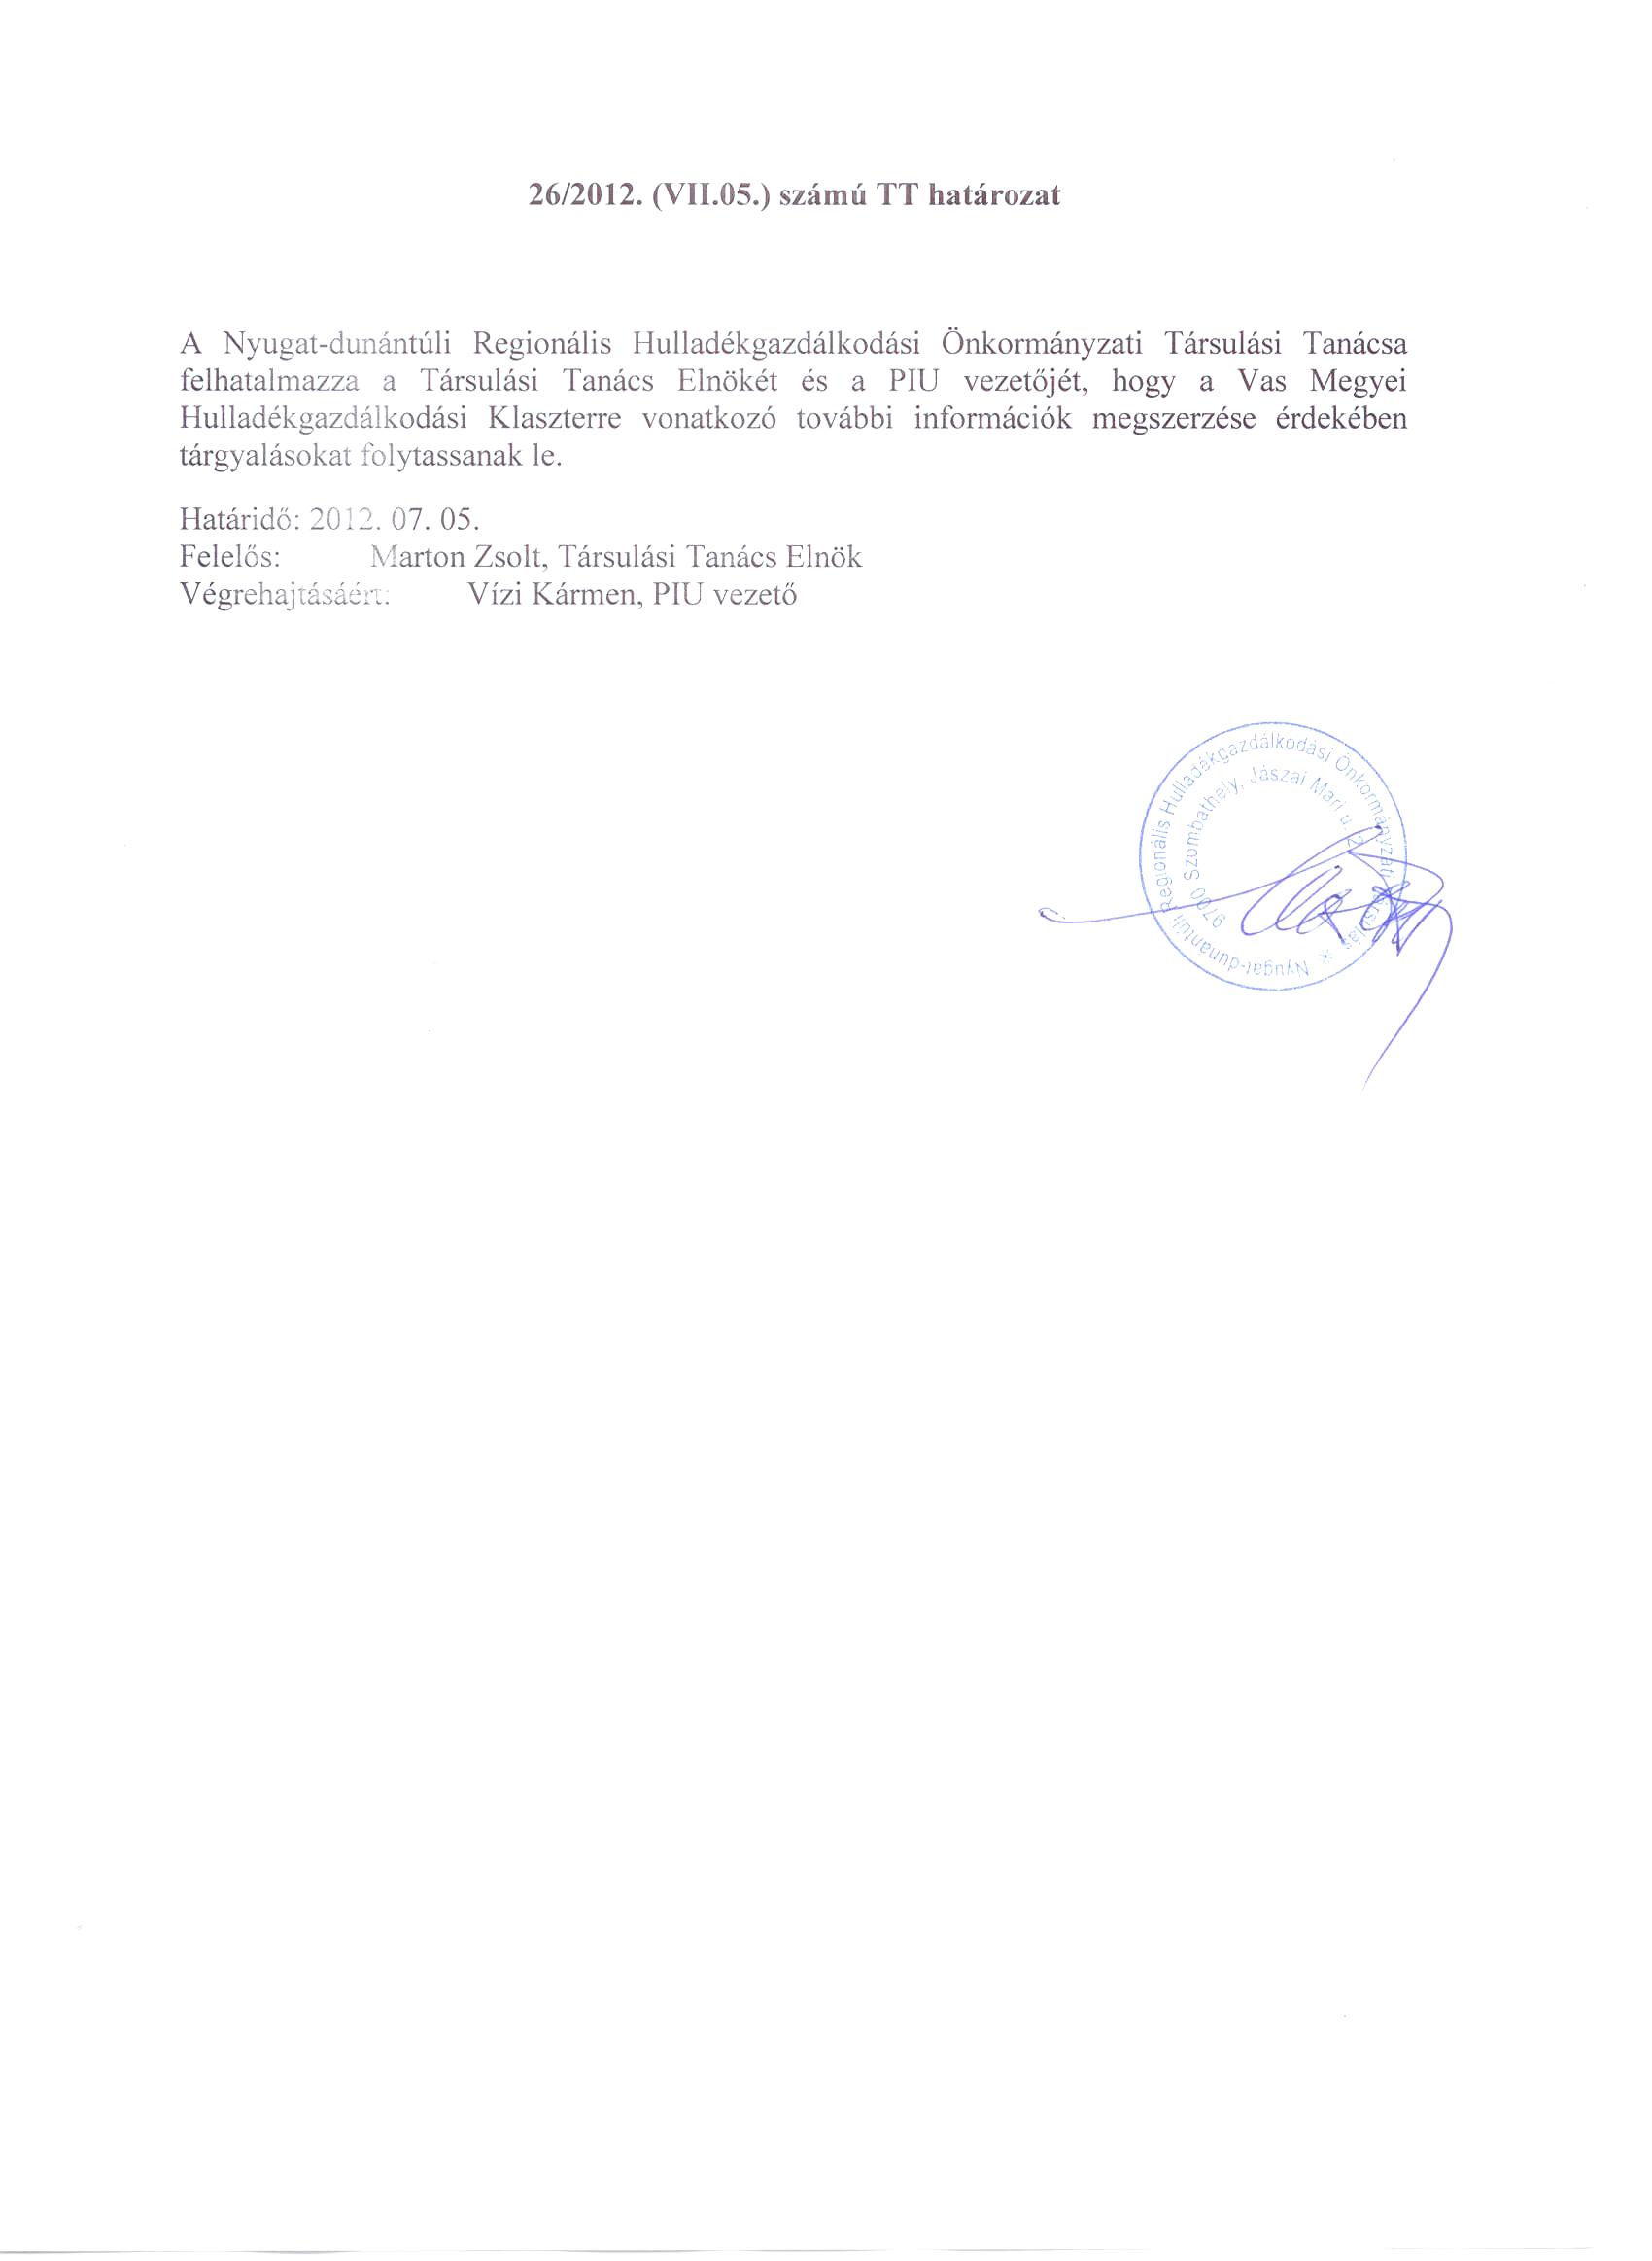 26/2012. (VII.05.) számú TT határozat
A Nyugat-dunántúli Regionális Hulladékgazdálkodási Önkormányzati Társulási Tanácsa
felhatalmazza a Társulási Tanács Elnökét és a PIU vezetőjét, hogy a Vas Megyei
Hulladékgazdálkodási Klaszterre vonatkozó további információk megszerzése érdekében
tárgyalásokat folytassanak le.
Határidő: 2012. 07. 05.
Felelős: Marton Zsolt, Társulási Tanács Elnök
Végrehajtásáért: Vízi Kármen, PIU vezető
Nyugat-dunántúli Regionális Hulladékgazdálkodási Önkormányzati Társulás *
9700 Szombathely, Jászai Mari u. 2